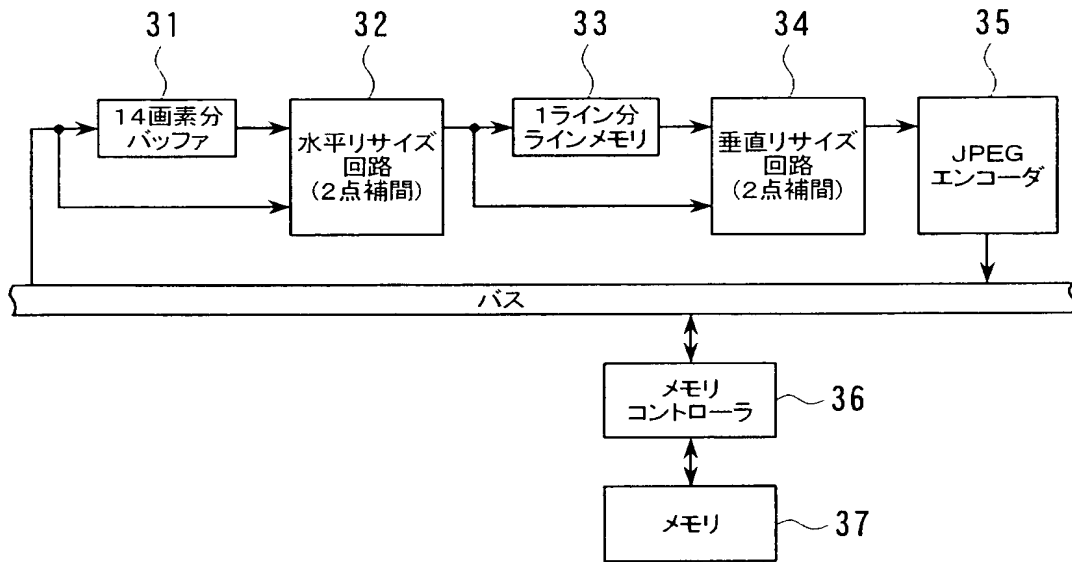 31
32
33
34
35
14画素分
バッファ
水平リサイズ
回路
(2点補間)
1ライン分
ラインメモリ
垂直リサイズ
回路
(2点補間)
JPEG
エンコーダ
バス
メモリ
コントローラ
36
メモリ
37